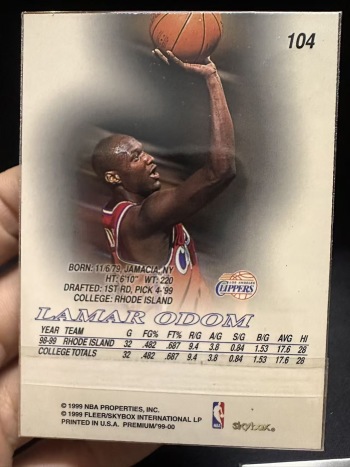 104
BORN: 11/6/79, JAMACIA, NY
HT: 6'10" WT: 220
DRAFTED: 1ST RD, PICK 4-'99
COLLEGE: RHODE ISLAND
LOS ANGELES
CLIPPERS
LAMAR ODOM
YEAR TEAM G FG% FT% R/G A/G S/G B/G AVG HI
98-99 RHODE ISLAND 32 .482 .687 9.4 3.8 0.84 1.53 17.6 28
COLLEGE TOTALS 32 .482 .687 9.4 3.8 0.84 1.53 17.6 28
© 1999 NBA PROPERTIES, INC.
© 1999 FLEER/SKYBOX INTERNATIONAL LP
PRINTED IN U.S.A. PREMIUM/'99-00
NBA
skybox